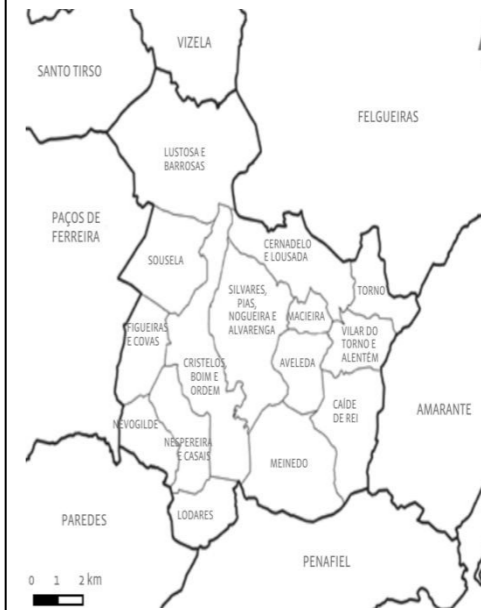 VIZELA
SANTO TIRSO
FELGUEIRAS
LUSTOSA E
BARROSAS
PAÇOS DE
FERREIRA
CERNADELO
E LOUSADA
SOUSELA
TORNO
SILVARES,
PIAS,
NOGUEIRA E
ALVARENGA
MACIEIRA
FIGUEIRAS
E COVAS
VILAR DO
TORNO E
ALENTÉM
CRISTELOS,
BOIM E
ORDEM
AVELEDA
CAÍDE
DE REI
AMARANTE
NEVOGILDE
NESPEREIRA
E CASAIS
MEINEDO
LODARES
PAREDES
PENAFIEL
0 1 2 km